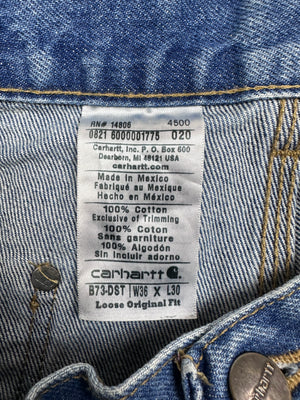 RN# 14806 4500
0821 6000001775 020
Carhartt, Inc. P.O. Box 600
Dearborn, MI 48121 USA
carhartt.com
Made in Mexico
Fabriqué au Mexique
Hecho en México
100% Cotton
Exclusive of Trimming
100% Coton
Sans garniture
100% Algodón
Sin incluir adorno
carhartt
B73-DST W36 X L30
Loose Original Fit
carhartt